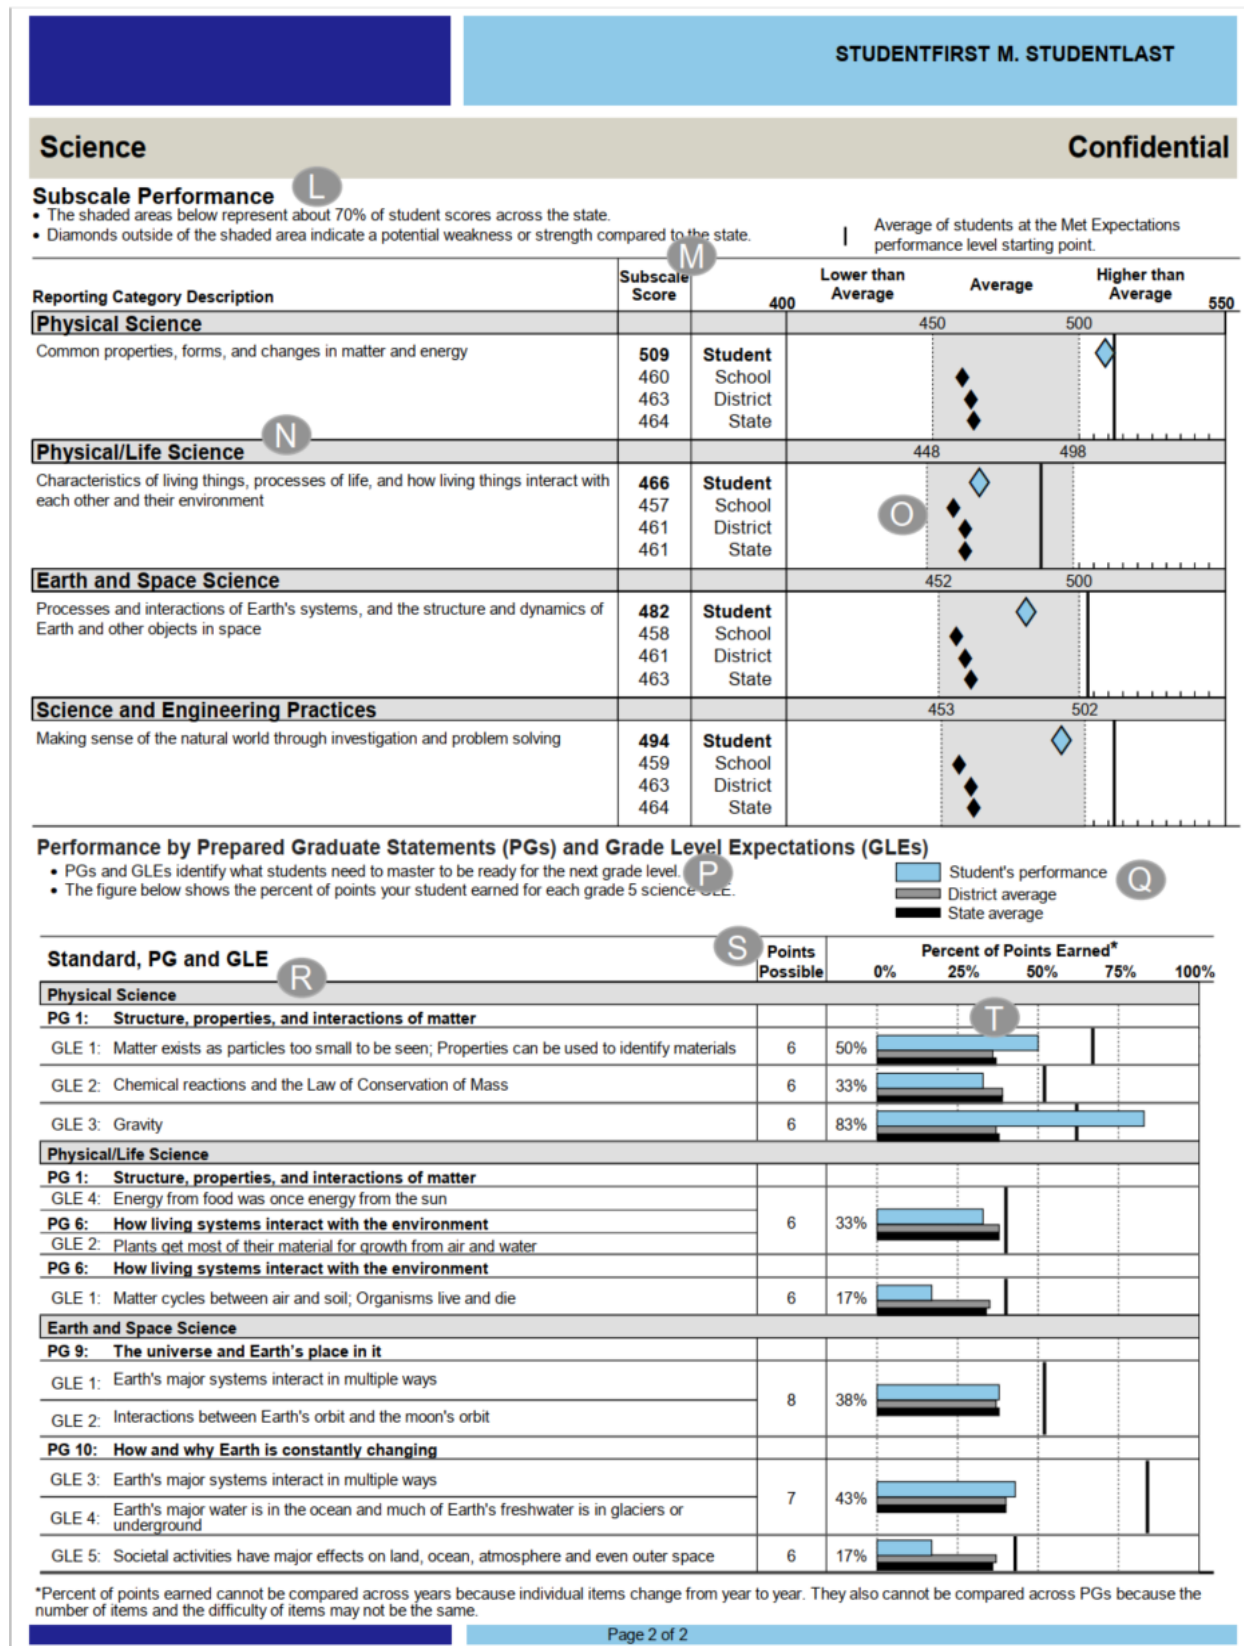 STUDENTFIRST M. STUDENTLAST
Science Confidential
Subscale Performance L
• The shaded areas below represent about 70% of student scores across the state.
• Diamonds outside of the shaded area indicate a potential weakness or strength compared to the state.
Average of students at the Met Expectations
performance level starting point.
M
Reporting Category Description
Subscale
Score
400
Lower than
Average
Average
Higher than
Average
550
Physical Science 450 500
Common properties, forms, and changes in matter and energy
509 Student
460 School
463 District
464 State
N
Physical/Life Science 448 498
Characteristics of living things, processes of life, and how living things interact with
each other and their environment
466 Student
457 School
461 District
461 State
O
Earth and Space Science 452 500
Processes and interactions of Earth's systems, and the structure and dynamics of
Earth and other objects in space
482 Student
458 School
461 District
463 State
Science and Engineering Practices 453 502
Making sense of the natural world through investigation and problem solving
494 Student
459 School
463 District
464 State
Performance by Prepared Graduate Statements (PGs) and Grade Level Expectations (GLEs)
• PGs and GLEs identify what students need to master to be ready for the next grade level. P
• The figure below shows the percent of points your student earned for each grade 5 science GLE.
Student's performance Q
District average
State average
Standard, PG and GLE R
S Points
Possible
Percent of Points Earned*
0% 25% 50% 75% 100%
Physical Science
PG 1: Structure, properties, and interactions of matter T
GLE 1: Matter exists as particles too small to be seen; Properties can be used to identify materials 6 50%
GLE 2: Chemical reactions and the Law of Conservation of Mass 6 33%
GLE 3: Gravity 6 83%
Physical/Life Science
PG 1: Structure, properties, and interactions of matter
GLE 4: Energy from food was once energy from the sun
PG 6: How living systems interact with the environment 6 33%
GLE 2: Plants get most of their material for growth from air and water
PG 6: How living systems interact with the environment
GLE 1: Matter cycles between air and soil; Organisms live and die 6 17%
Earth and Space Science
PG 9: The universe and Earth's place in it
GLE 1: Earth's major systems interact in multiple ways
8 38%
GLE 2: Interactions between Earth's orbit and the moon's orbit
PG 10: How and why Earth is constantly changing
GLE 3: Earth's major systems interact in multiple ways
7 43%
GLE 4: Earth's major water is in the ocean and much of Earth's freshwater is in glaciers or
underground
GLE 5: Societal activities have major effects on land, ocean, atmosphere and even outer space 6 17%
*Percent of points earned cannot be compared across years because individual items change from year to year. They also cannot be compared across PGs because the
number of items and the difficulty of items may not be the same.
Page 2 of 2